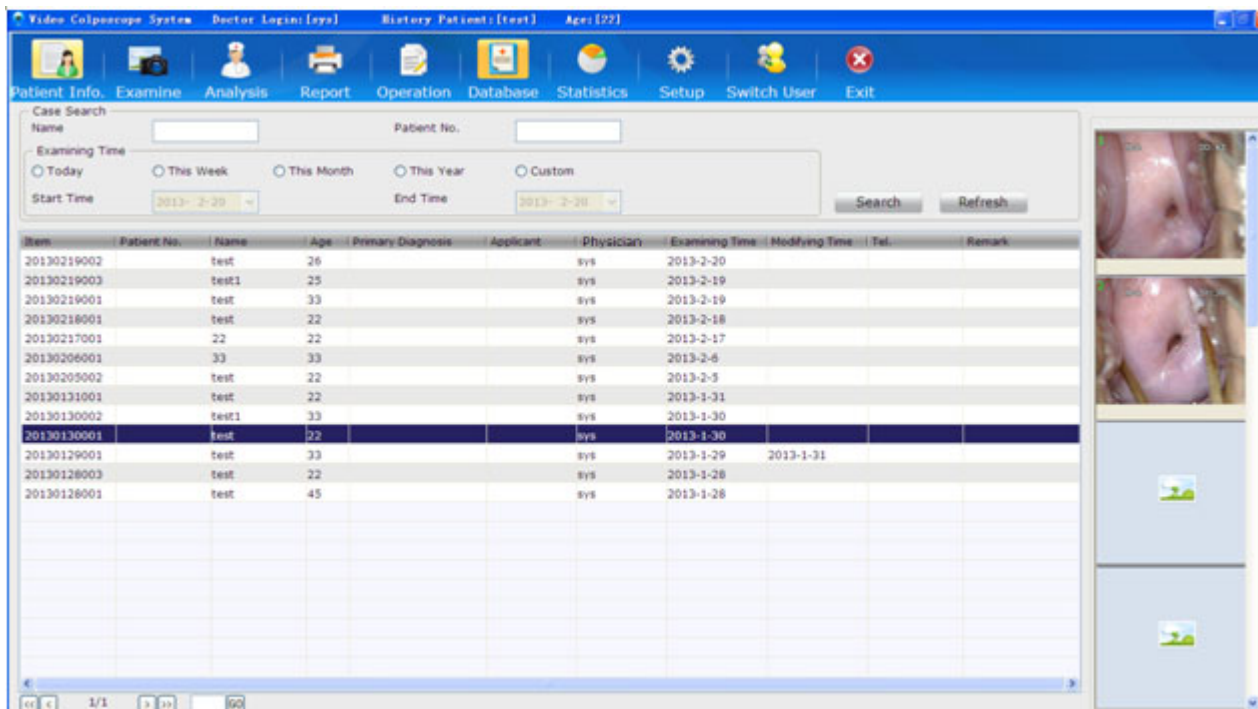 Video Colposcope System Doctor Login:[sys] History Patient:[test] Age:[22]
Patient Info. Examine Analysis Report Operation Database Statistics Setup Switch User Exit
Case Search
Name Patient No.
Examining Time
Today This Week This Month This Year Custom
Start Time 2013- 2-20 End Time 2013- 2-20 Search Refresh
Item Patient No. Name Age Primary Diagnosis Applicant Physician Examining Time Modifying Time Tel. Remark
20130219002 test 26 sys 2013-2-20
20130219003 test1 25 sys 2013-2-19
20130219001 test 33 sys 2013-2-19
20130218001 test 22 sys 2013-2-18
20130217001 22 22 sys 2013-2-17
20130206001 33 33 sys 2013-2-6
20130205002 test 22 sys 2013-2-5
20130131001 test 22 sys 2013-1-31
20130130002 test1 33 sys 2013-1-30
20130130001 test 22 sys 2013-1-30
20130129001 test 33 sys 2013-1-29 2013-1-31
20130128003 test 22 sys 2013-1-28
20130128001 test 45 sys 2013-1-28
<< < 1/1 > >> GO